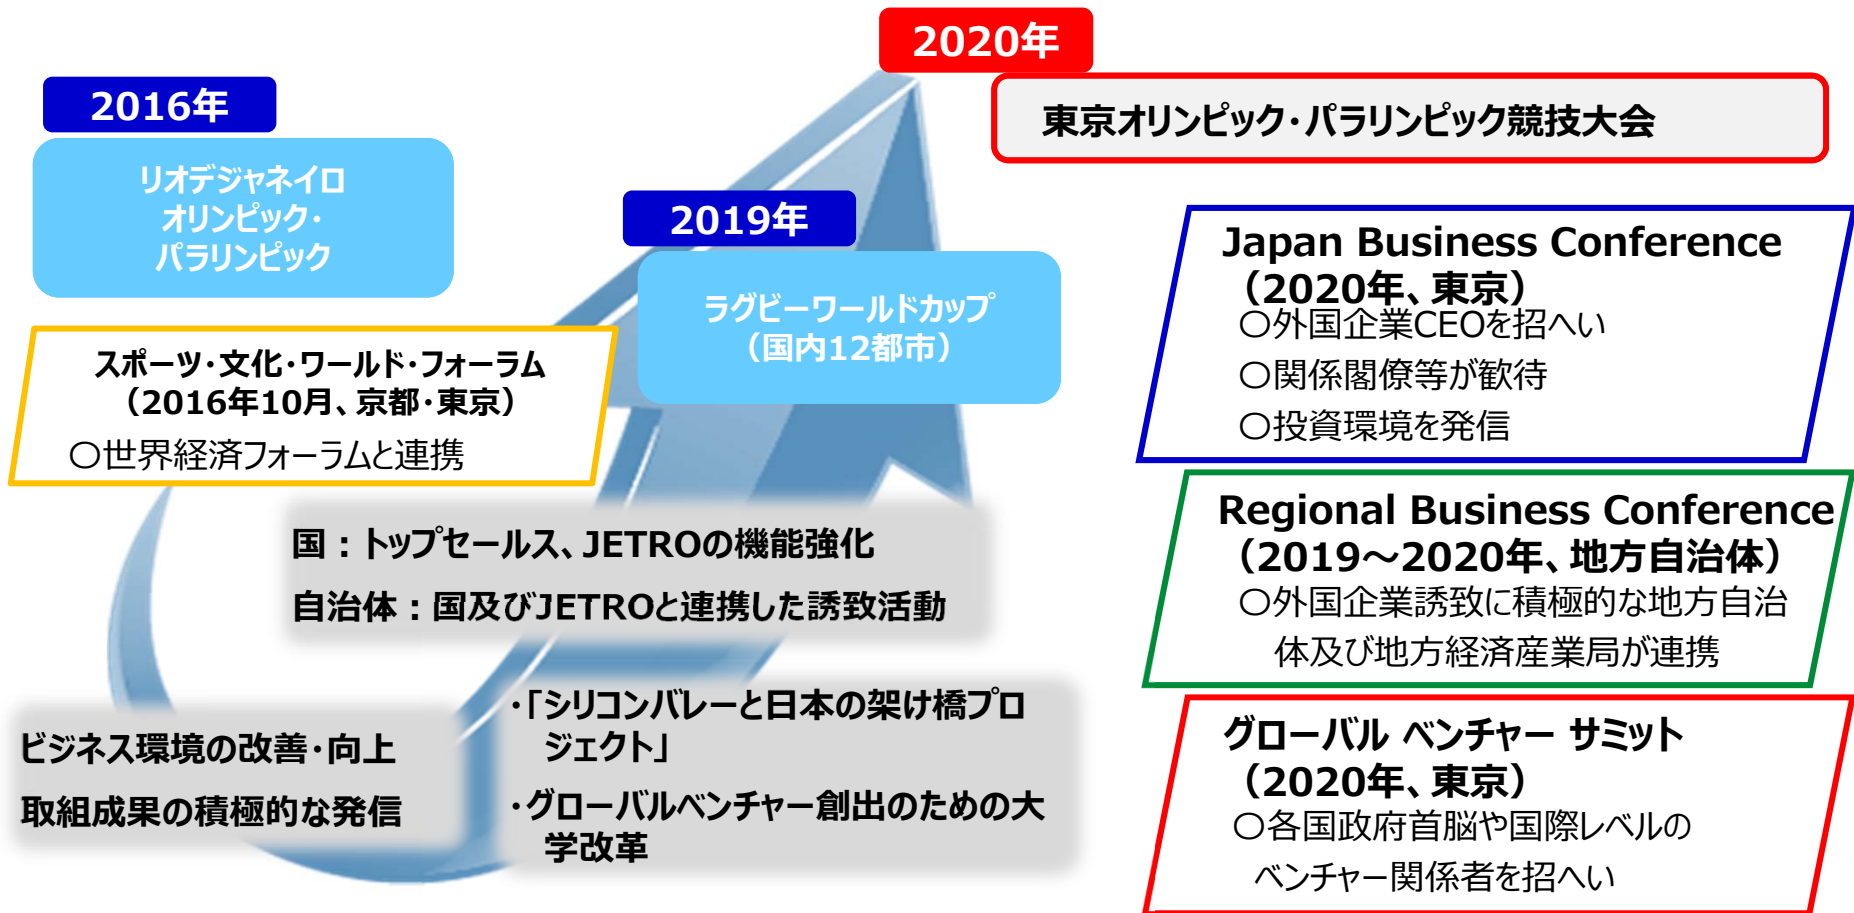 2020年
東京オリンピック・パラリンピック競技大会
2016年
リオデジャネイロ
オリンピック・
パラリンピック
2019年
ラグビーワールドカップ
（国内12都市）
スポーツ・文化・ワールド・フォーラム
（2016年10月、京都・東京）
〇世界経済フォーラムと連携
国：トップセールス、JETROの機能強化
自治体：国及びJETROと連携した誘致活動
ビジネス環境の改善・向上
取組成果の積極的な発信
・「シリコンバレーと日本の架け橋プロ
ジェクト」
・グローバルベンチャー創出のための大
学改革
Japan Business Conference
（2020年、東京）
〇外国企業CEOを招へい
〇関係閣僚等が歓待
〇投資環境を発信
Regional Business Conference
（2019～2020年、地方自治体）
〇外国企業誘致に積極的な地方自治
体及び地方経済産業局が連携
グローバル ベンチャー サミット
（2020年、東京）
〇各国政府首脳や国際レベルの
ベンチャー関係者を招へい